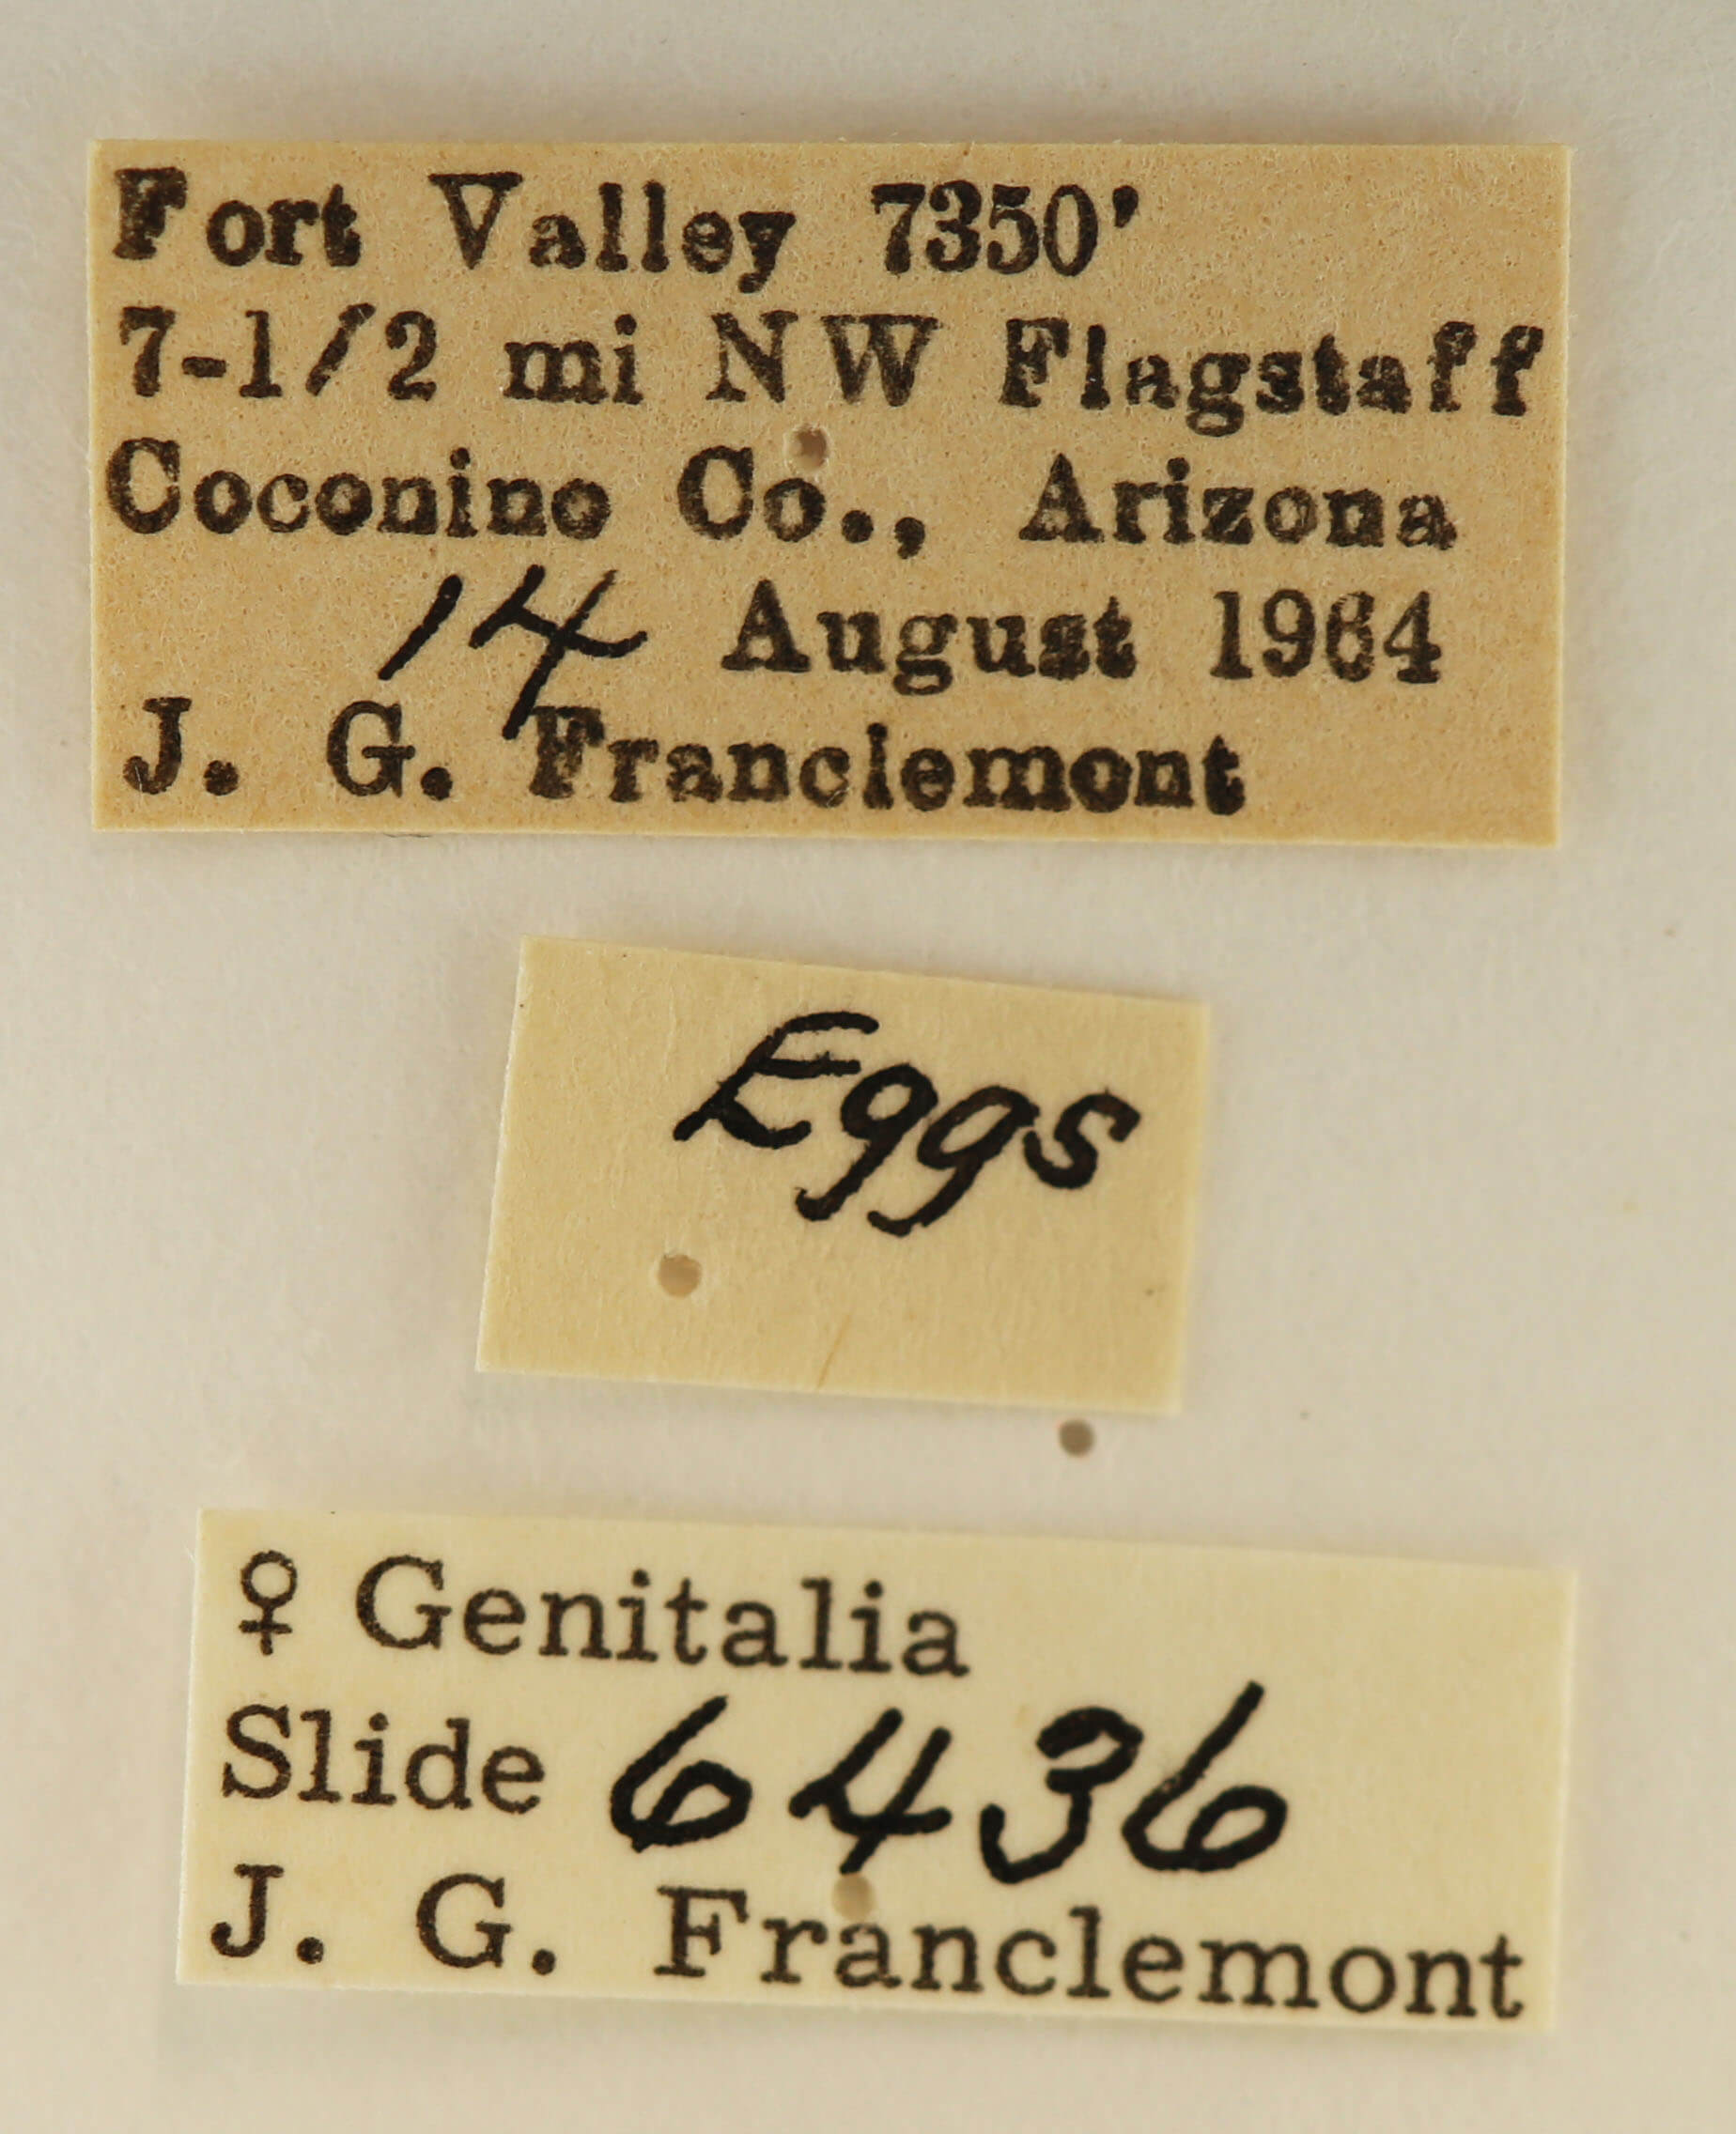 Fort Valley 7350'
7-1/2 mi NW Flagstaff
Coconino Co., Arizona
14 August 1964
J. G. Franclemont
Eggs
♀ Genitalia
Slide 6436
J. G. Franclemont